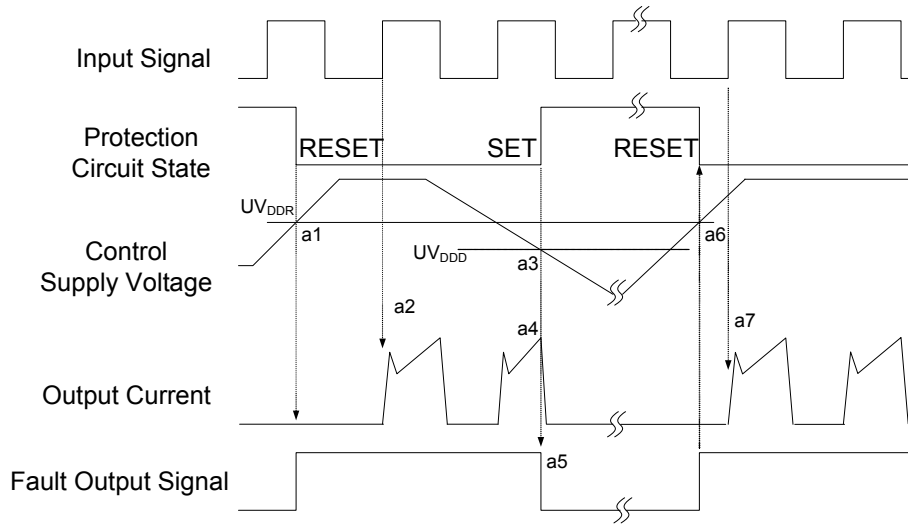 Input Signal
Protection
Circuit State
RESET
SET
RESET
UVDDR
a1
a6
Control
Supply Voltage
UVDDD
a3
a2
a4
a7
Output Current
a5
Fault Output Signal